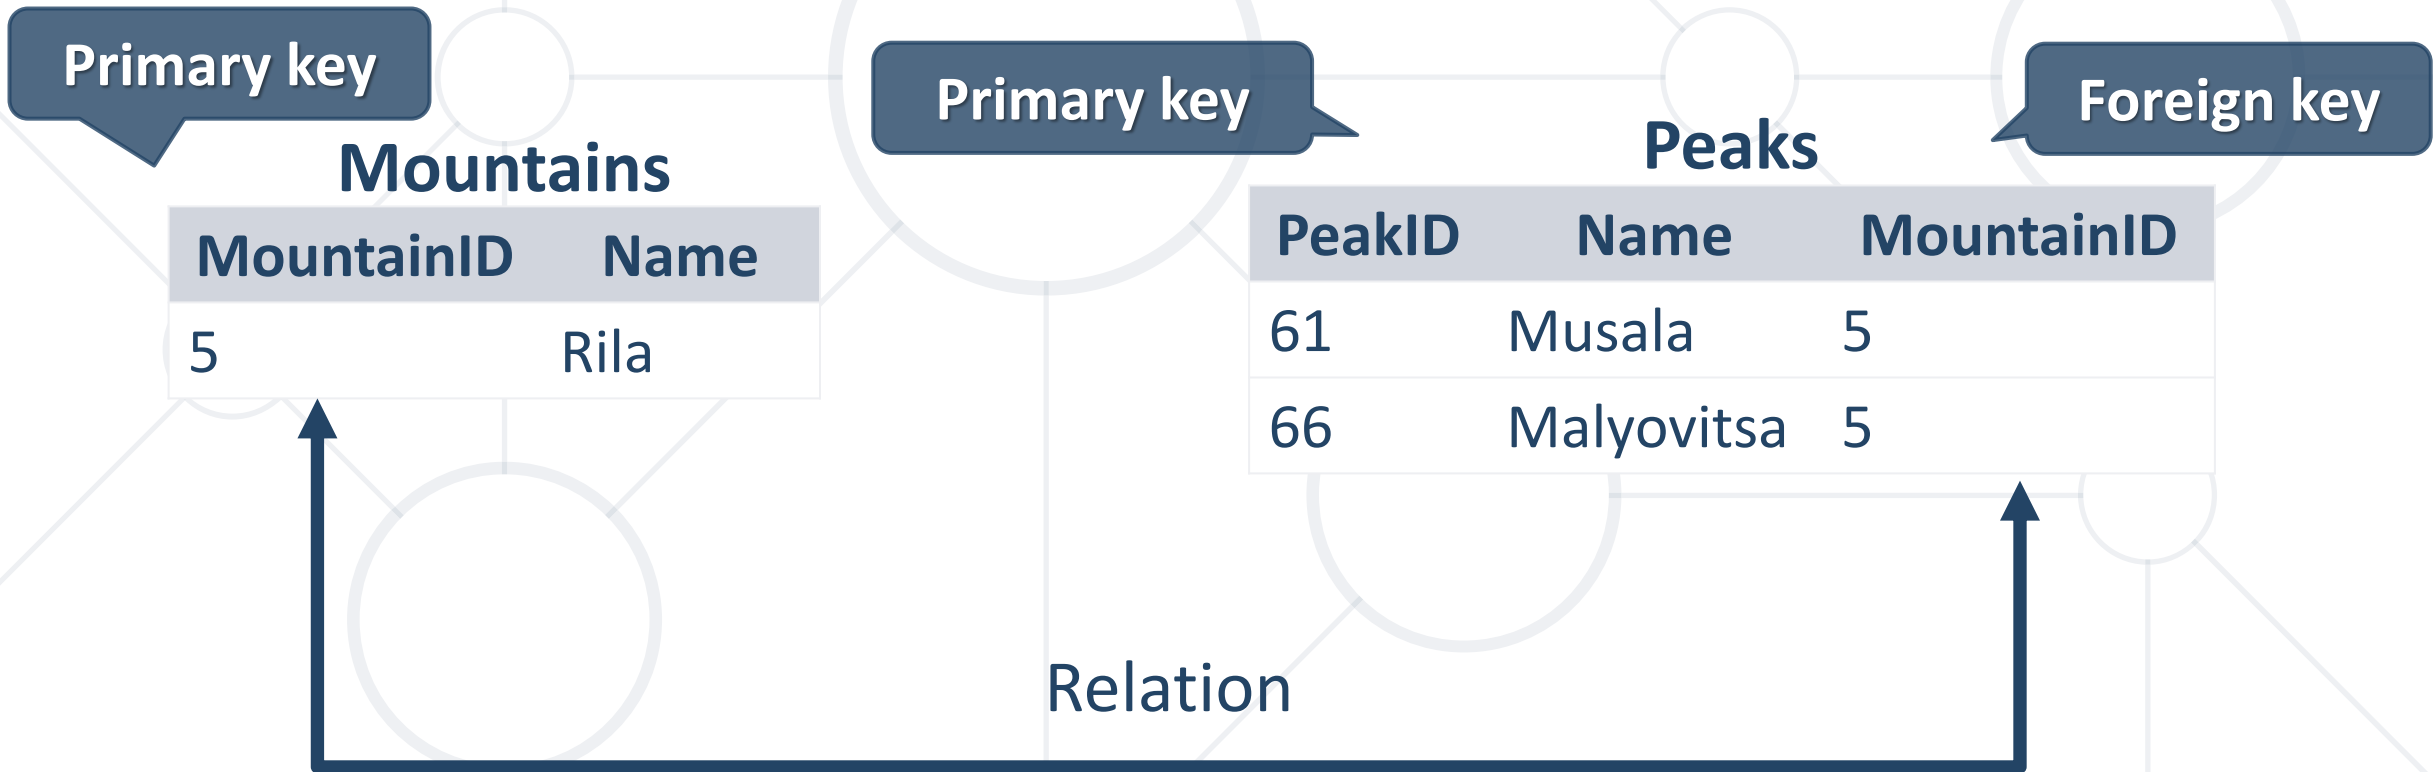 Primary key
Primary key
Foreign key
Mountains
MountainID Name
5 Rila
Peaks
PeakID Name MountainID
61 Musala 5
66 Malyovitsa 5
Relation